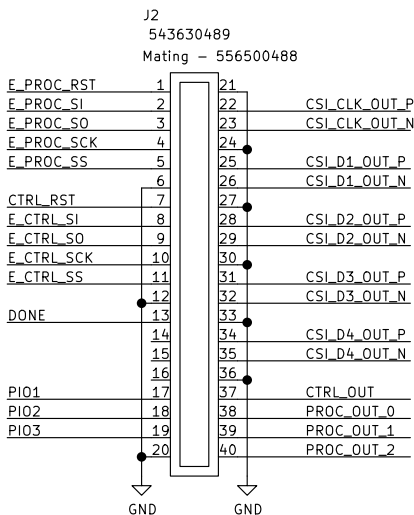 J2
543630489
Mating - 556500488
E_PROC_RST 1 21
E_PROC_SI 2 22 CSI_CLK_OUT_P
E_PROC_SO 3 23 CSI_CLK_OUT_N
E_PROC_SCK 4 24
E_PROC_SS 5 25 CSI_D1_OUT_P
6 26 CSI_D1_OUT_N
CTRL_RST 7 27
E_CTRL_SI 8 28 CSI_D2_OUT_P
E_CTRL_SO 9 29 CSI_D2_OUT_N
E_CTRL_SCK 10 30
E_CTRL_SS 11 31 CSI_D3_OUT_P
12 32 CSI_D3_OUT_N
DONE 13 33
14 34 CSI_D4_OUT_P
15 35 CSI_D4_OUT_N
16 36
PIO1 17 37 CTRL_OUT
PIO2 18 38 PROC_OUT_0
PIO3 19 39 PROC_OUT_1
20 40 PROC_OUT_2
GND GND